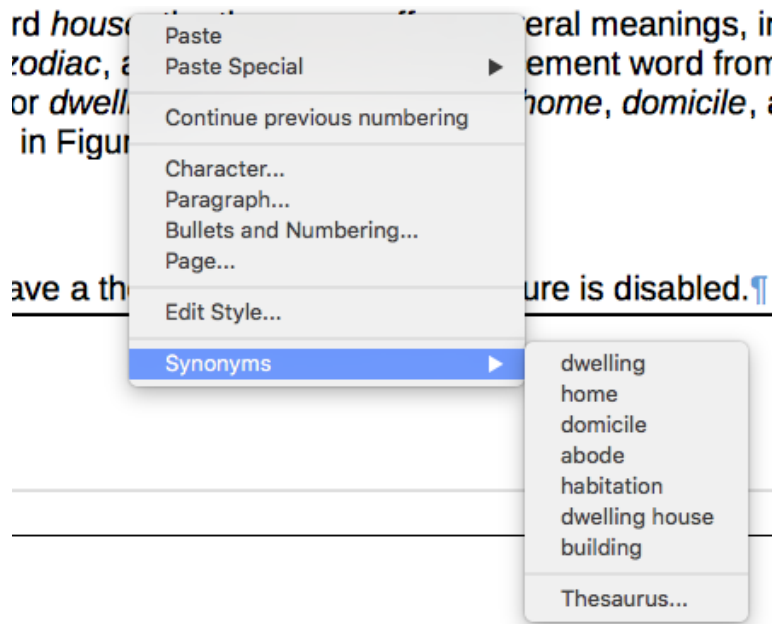 rd house eral meanings, in
zodiac, a ement word from
or dwelli home, domicile, a
in Figur
ave a th ure is disabled.¶
Paste
Paste Special
Continue previous numbering
Character...
Paragraph...
Bullets and Numbering...
Page...
Edit Style...
Synonyms
dwelling
home
domicile
abode
habitation
dwelling house
building
Thesaurus...